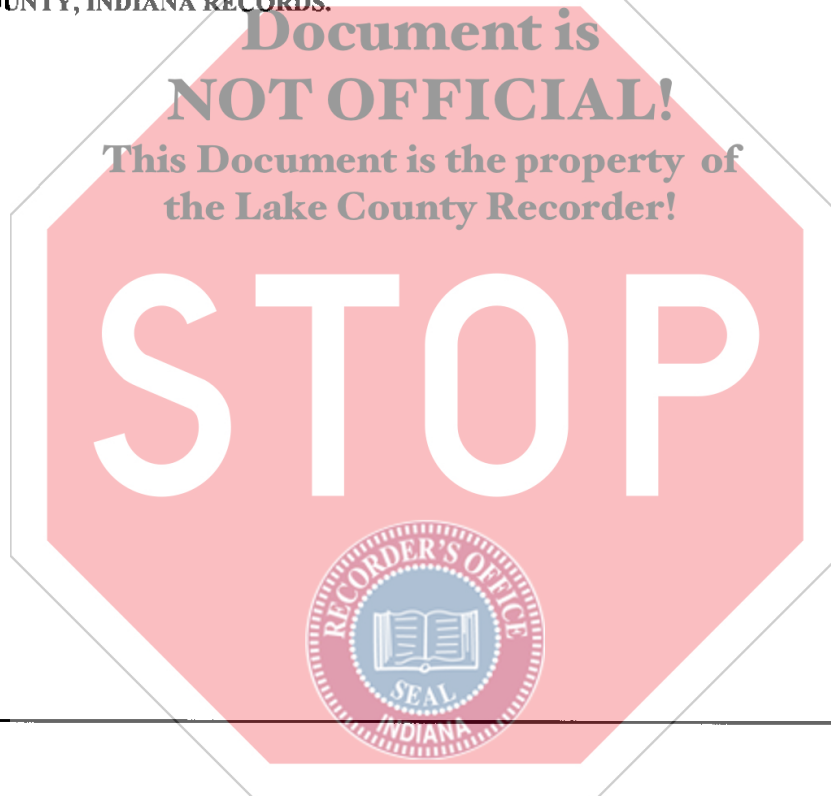 OUNTY, INDIANA RECORDS.
Document is
NOT OFFICIAL!
This Document is the property of
the Lake County Recorder!
STOP
RECORDER'S OFFICE
SEAL
INDIANA